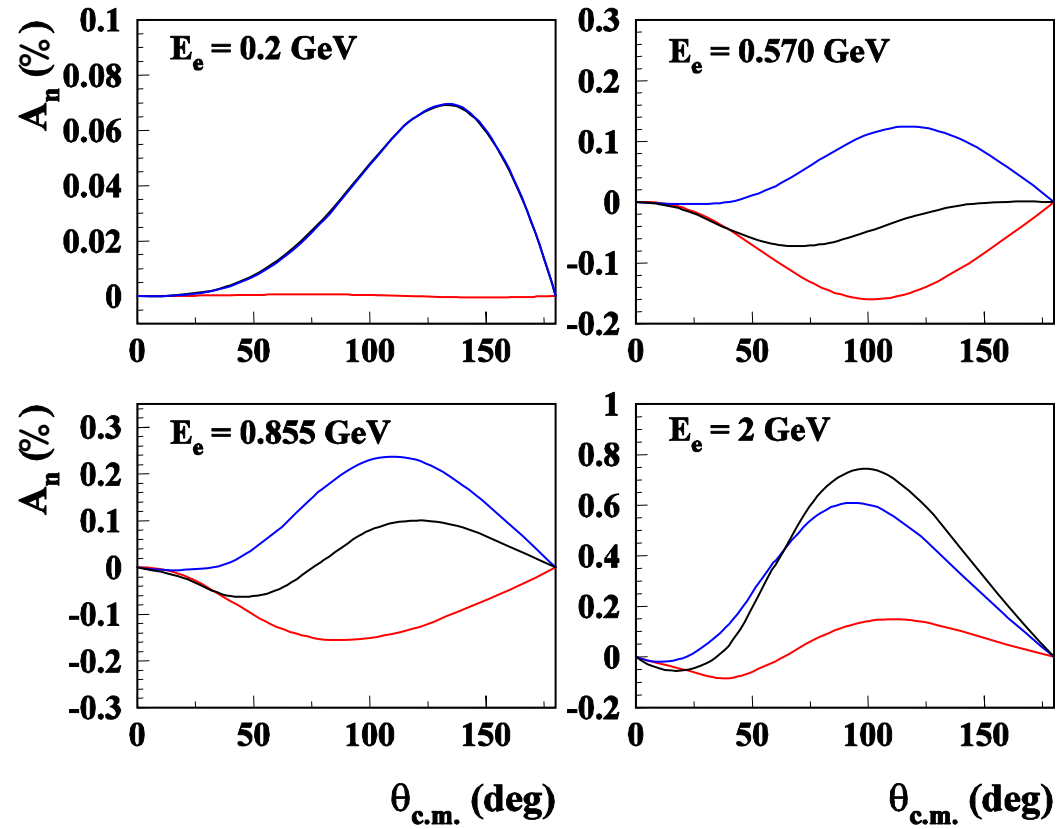 A_n (%)
E_e = 0.2 GeV
0.1
0.08
0.06
0.04
0.02
0
0 50 100 150
E_e = 0.570 GeV
0.3
0.2
0.1
0
-0.1
-0.2
0 50 100 150
A_n (%)
E_e = 0.855 GeV
0.3
0.2
0.1
0
-0.1
-0.2
-0.3
0 50 100 150
θ_c.m. (deg)
E_e = 2 GeV
1
0.8
0.6
0.4
0.2
0
-0.2
0 50 100 150
θ_c.m. (deg)